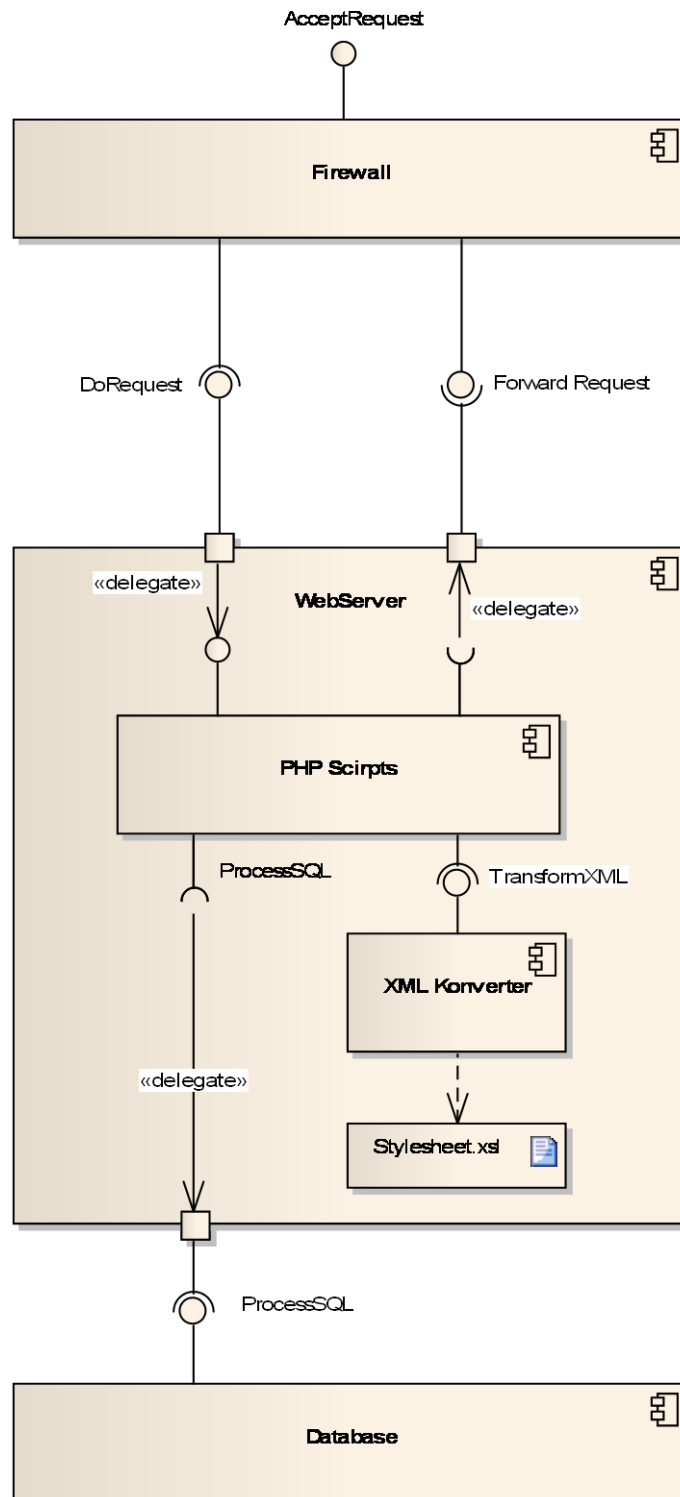 AcceptRequest
Firewall
DoRequest
Forward Request
«delegate»
WebServer
«delegate»
PHP Scirpts
ProcessSQL
TransformXML
XML Konverter
«delegate»
Stylesheet.xsl
ProcessSQL
Database